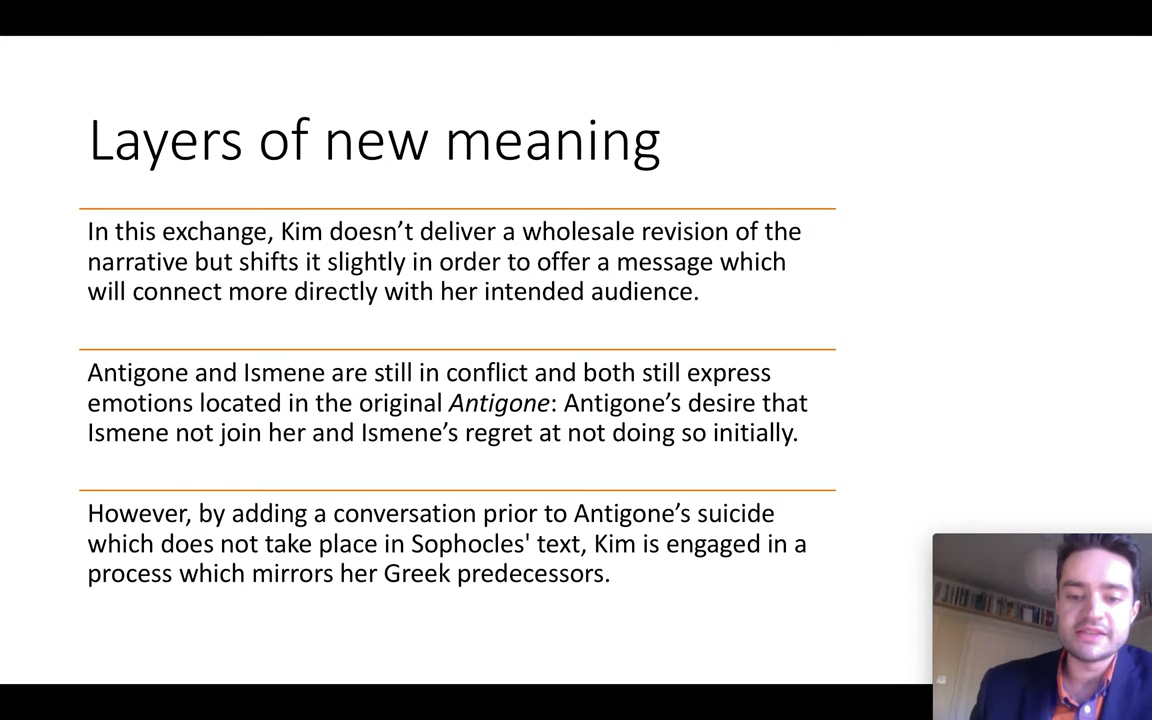 Layers of new meaning
In this exchange, Kim doesn’t deliver a wholesale revision of the
narrative but shifts it slightly in order to offer a message which
will connect more directly with her intended audience.
Antigone and Ismene are still in conflict and both still express
emotions located in the original Antigone: Antigone’s desire that
Ismene not join her and Ismene’s regret at not doing so initially.
However, by adding a conversation prior to Antigone’s suicide
which does not take place in Sophocles' text, Kim is engaged in a
process which mirrors her Greek predecessors.